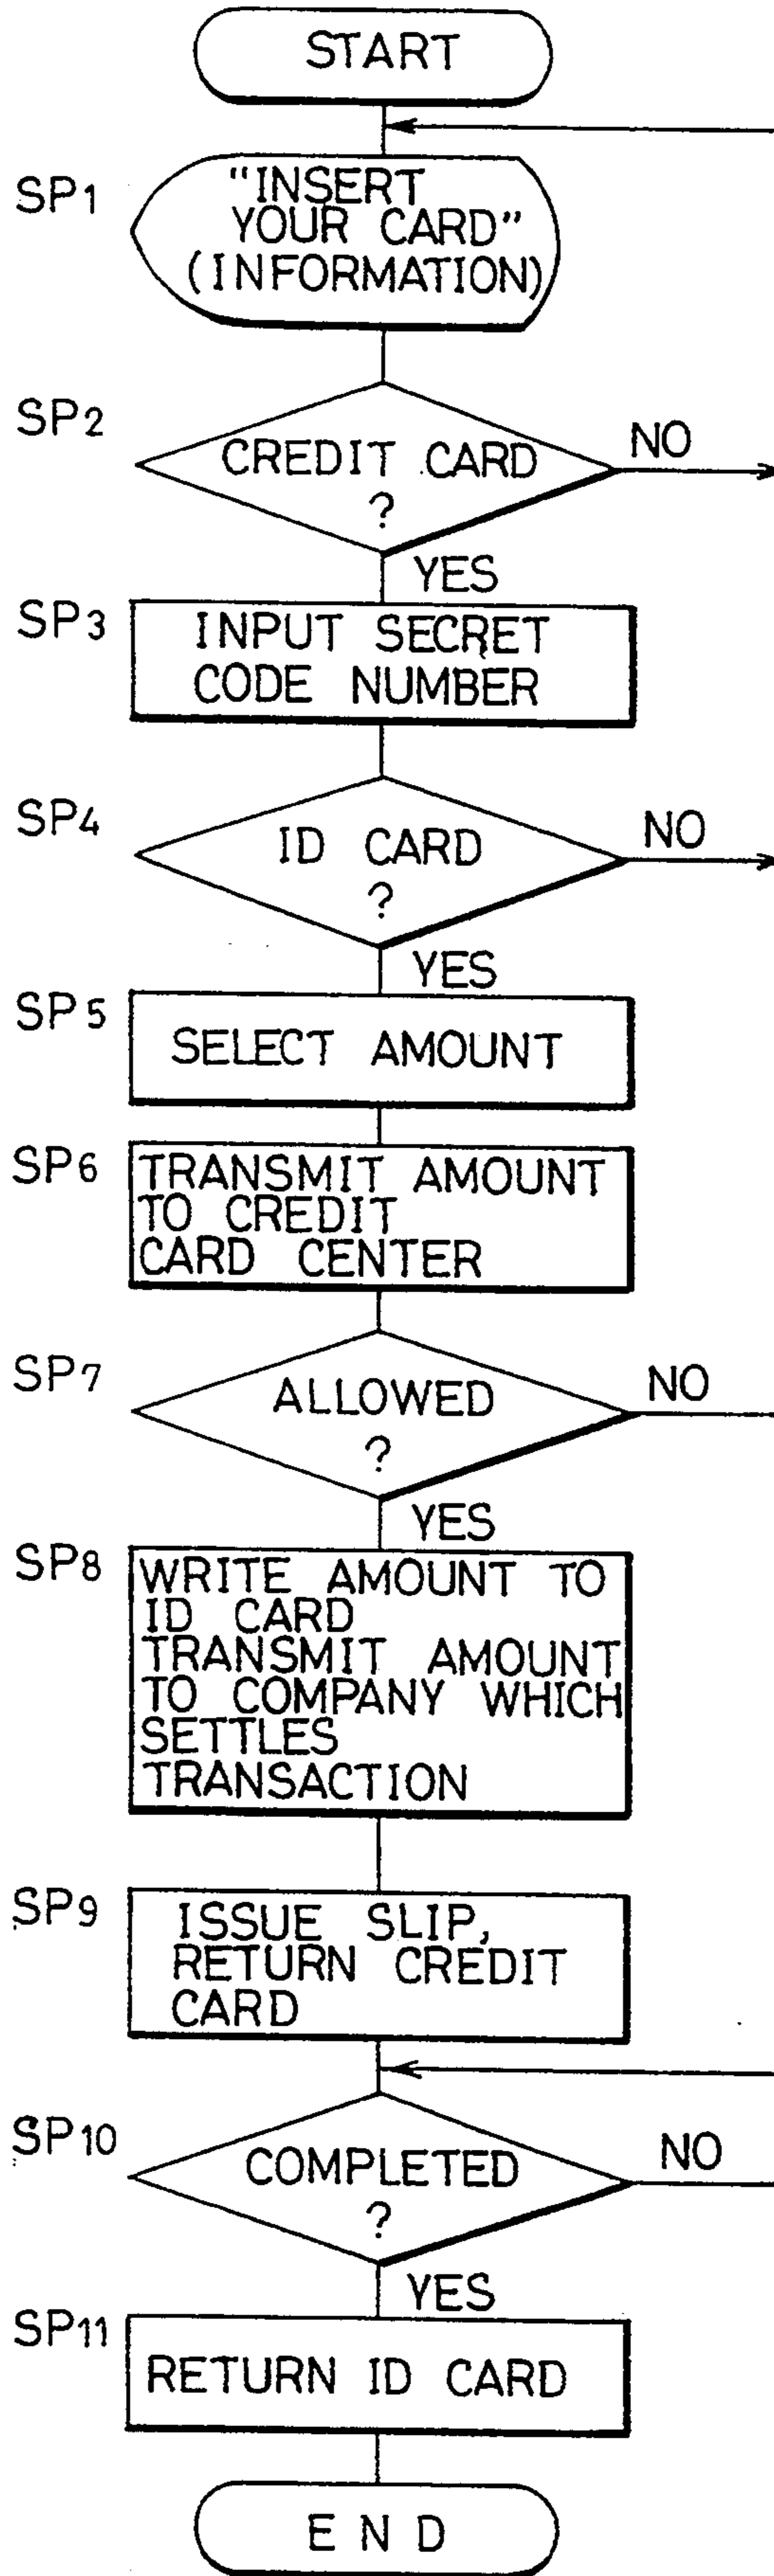 START
SP1
"INSERT
YOUR CARD"
(INFORMATION)
SP2
CREDIT CARD
?
NO
YES
SP3
INPUT SECRET
CODE NUMBER
SP4
ID CARD
?
NO
YES
SP5
SELECT AMOUNT
SP6
TRANSMIT AMOUNT
TO CREDIT
CARD CENTER
SP7
ALLOWED
?
NO
YES
SP8
WRITE AMOUNT TO
ID CARD
TRANSMIT AMOUNT
TO COMPANY WHICH
SETTLES
TRANSACTION
SP9
ISSUE SLIP,
RETURN CREDIT
CARD
SP10
COMPLETED
?
NO
YES
SP11
RETURN ID CARD
END